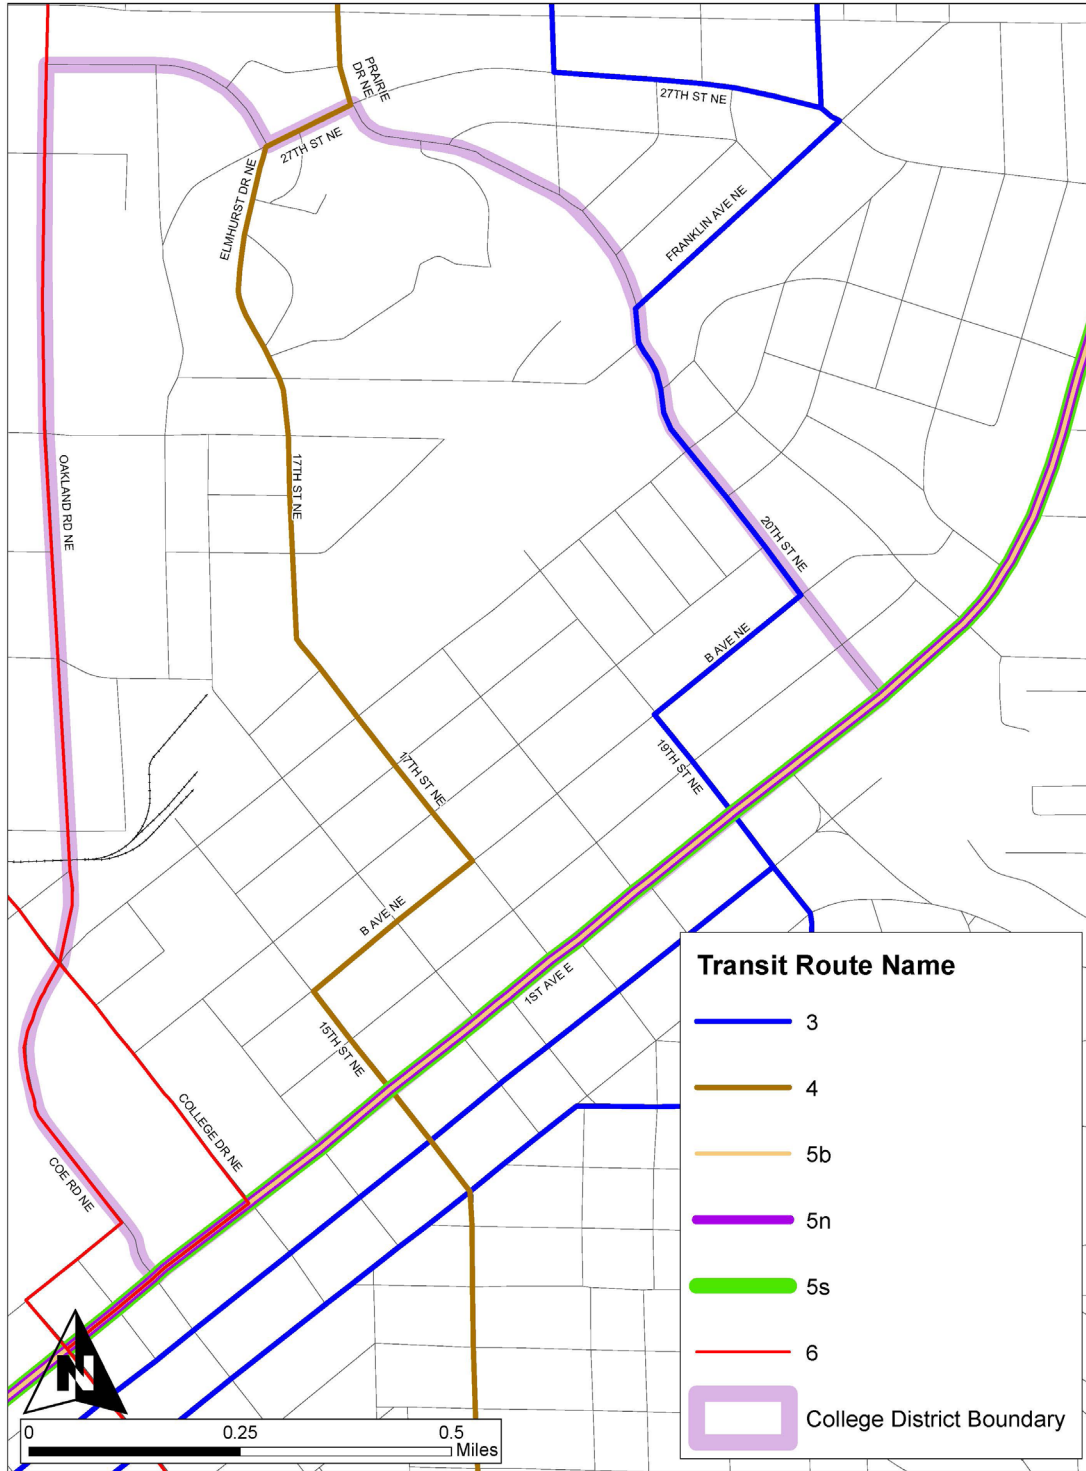 PRAIRIE
DR NE
27TH ST NE
27TH ST NE
ELMHURST DR NE
FRANKLIN AVE NE
OAKLAND RD NE
17TH ST NE
20TH ST NE
B AVE NE
19TH ST NE
17TH ST NE
B AVE NE
1ST AVE E
15TH ST NE
COLLEGE DR NE
COE RD NE
Transit Route Name
3
4
5b
5n
5s
6
College District Boundary
N
0 0.25 0.5
Miles